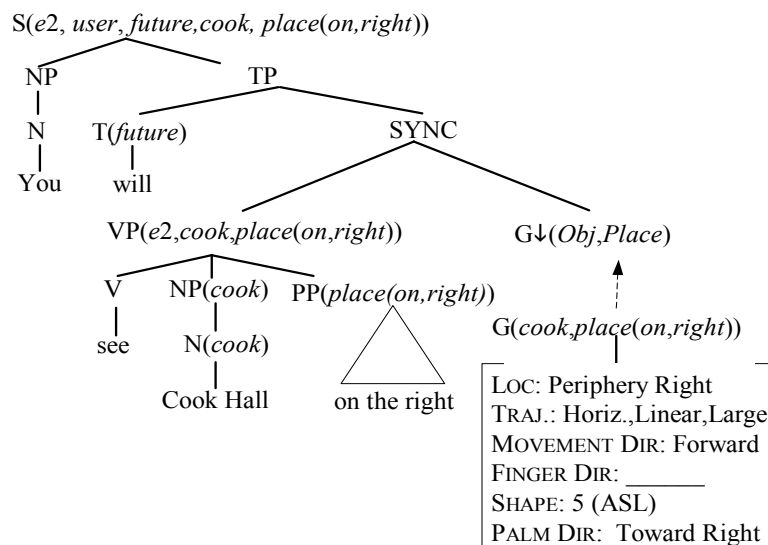 S(e2, user, future,cook, place(on,right))
NP TP
N T(future) SYNC
You will
VP(e2,cook,place(on,right)) G↓(Obj,Place)
V NP(cook) PP(place(on,right))
see N(cook) G(cook,place(on,right))
Cook Hall on the right
LOC: Periphery Right
TRAJ.: Horiz.,Linear,Large
MOVEMENT DIR: Forward
FINGER DIR: ______
SHAPE: 5 (ASL)
PALM DIR: Toward Right